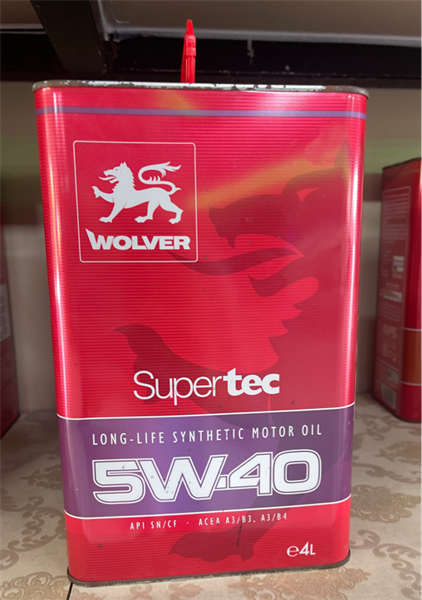 WOLVER
Supertec
LONG-LIFE SYNTHETIC MOTOR OIL
5W-40
API SN/CF · ACEA A3/B3, A3/B4
e4L